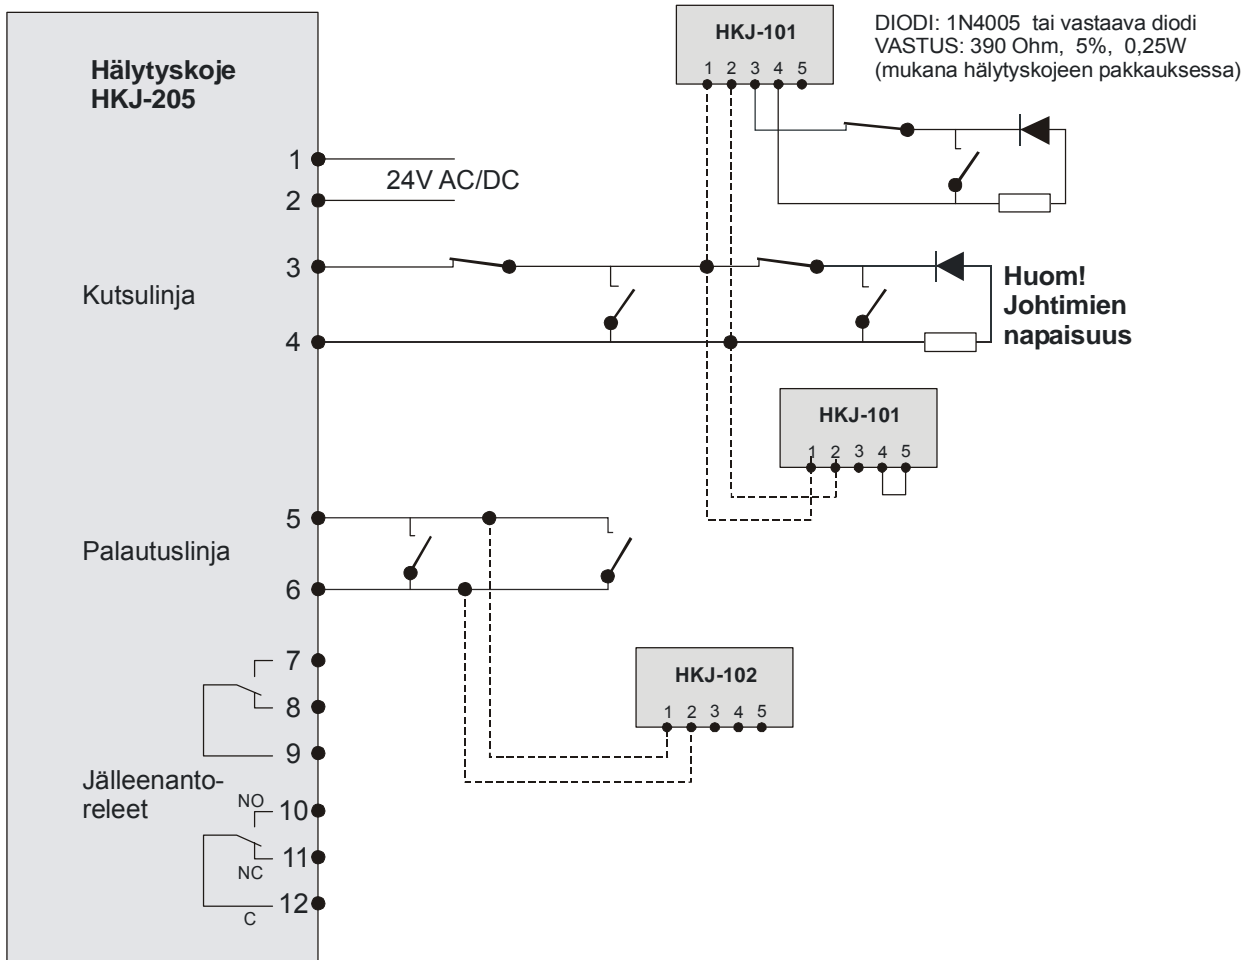 HKJ-101
1 2 3 4 5
DIODI: 1N4005 tai vastaava diodi
VASTUS: 390 Ohm, 5%, 0,25W
(mukana hälytyskojeen pakkauksessa)
Hälytyskoje
HKJ-205
1
24V AC/DC
2
3
Kutsulinja
4
Huom!
Johtimien
napaisuus
HKJ-101
1 2 3 4 5
5
Palautuslinja
6
7
8
9
HKJ-102
1 2 3 4 5
Jälleenanto-
releet
NO
10
11
NC
12
C